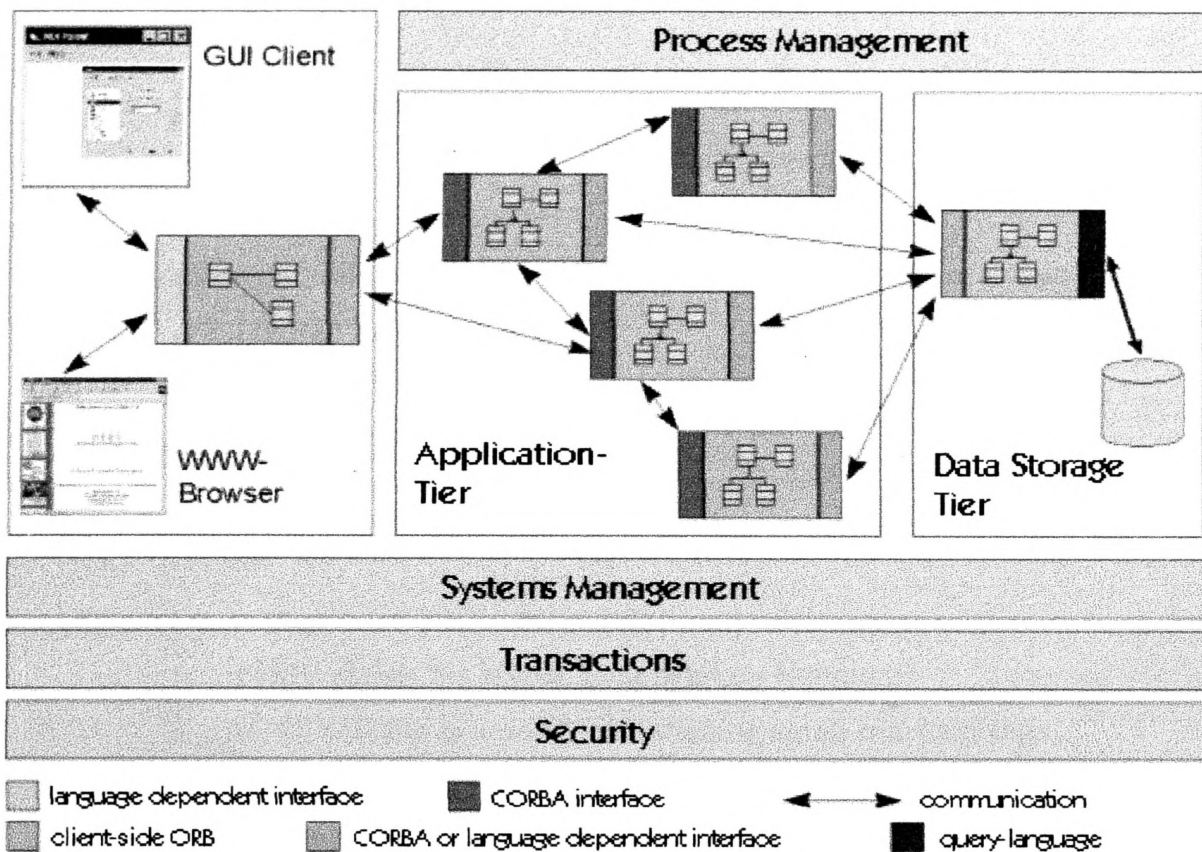 GUI Client
Process Management
WWW-
Browser
Application-
Tier
Data Storage
Tier
Systems Management
Transactions
Security
language dependent interface
CORBA interface
communication
client-side ORB
CORBA or language dependent interface
query-language